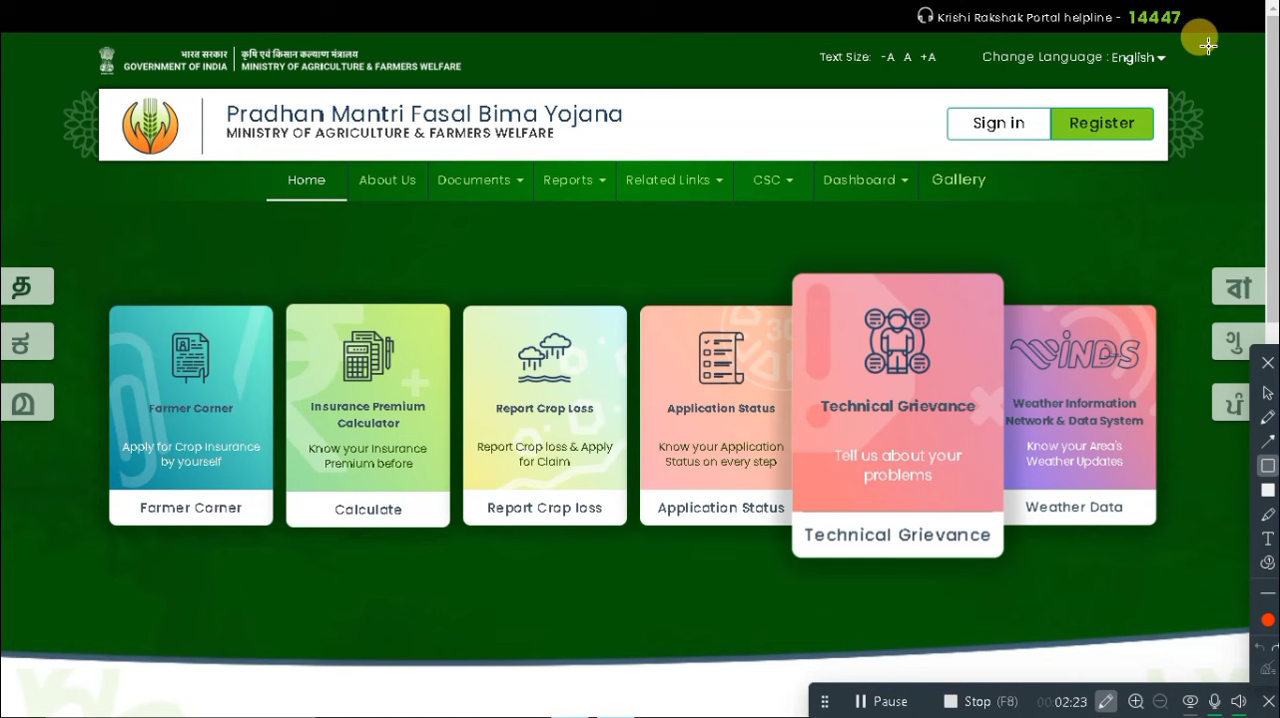 Krishi Rakshak Portal helpline - 14447
भारत सरकार
GOVERNMENT OF INDIA
कृषि एवं किसान कल्याण मंत्रालय
MINISTRY OF AGRICULTURE & FARMERS WELFARE
Text Size: -A A +A
Change Language : English
Pradhan Mantri Fasal Bima Yojana
MINISTRY OF AGRICULTURE & FARMERS WELFARE
Sign in
Register
Home About Us Documents Reports Related Links CSC Dashboard Gallery
த
ಕ
മ
বা
ગુ
ਪੰ
Farmer Corner
Apply for Crop Insurance
by yourself
Farmer Corner
Insurance Premium
Calculator
Know your Insurance
Premium before
Calculate
Report Crop Loss
Report Crop loss & Apply
for Claim
Report Crop loss
Application Status
Know your Application
Status on every step
Application Status
Technical Grievance
Tell us about your
problems
Technical Grievance
WINDS
Weather Information
Network & Data System
Know your Area's
Weather Updates
Weather Data
Pause Stop (F8) 00:02:23